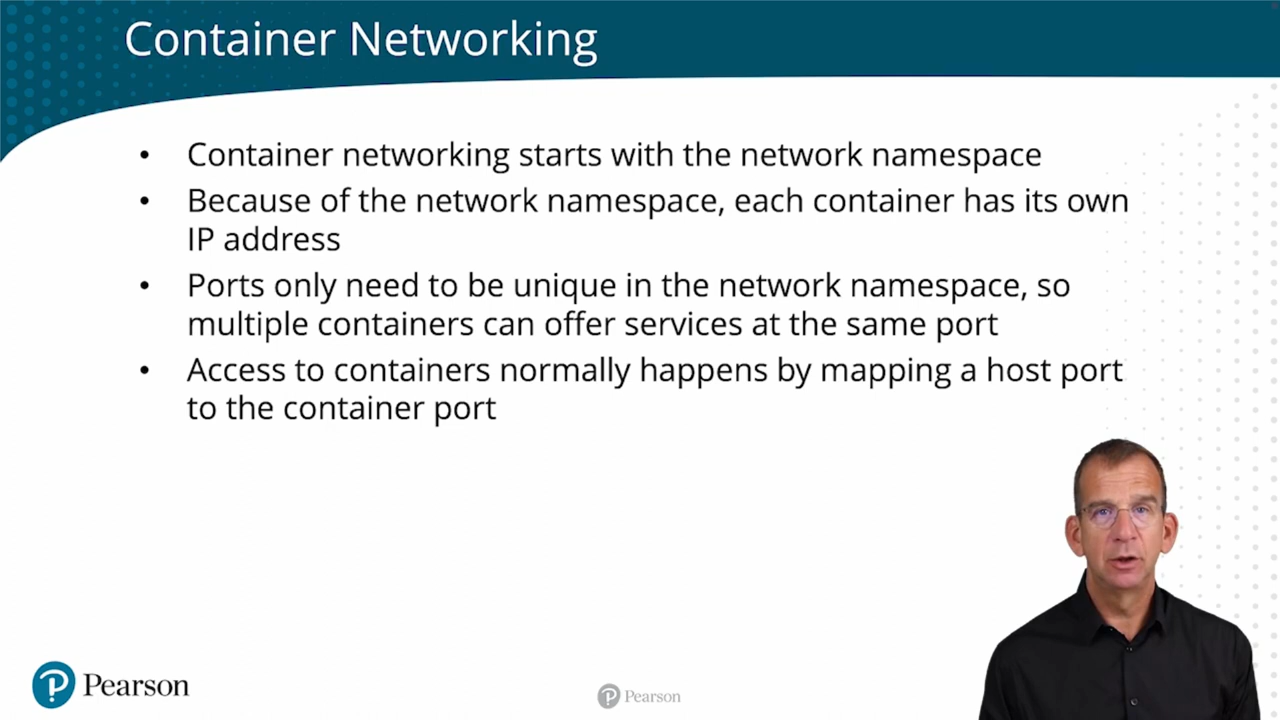 Container Networking
• Container networking starts with the network namespace
• Because of the network namespace, each container has its own
IP address
• Ports only need to be unique in the network namespace, so
multiple containers can offer services at the same port
• Access to containers normally happens by mapping a host port
to the container port
Pearson
Pearson